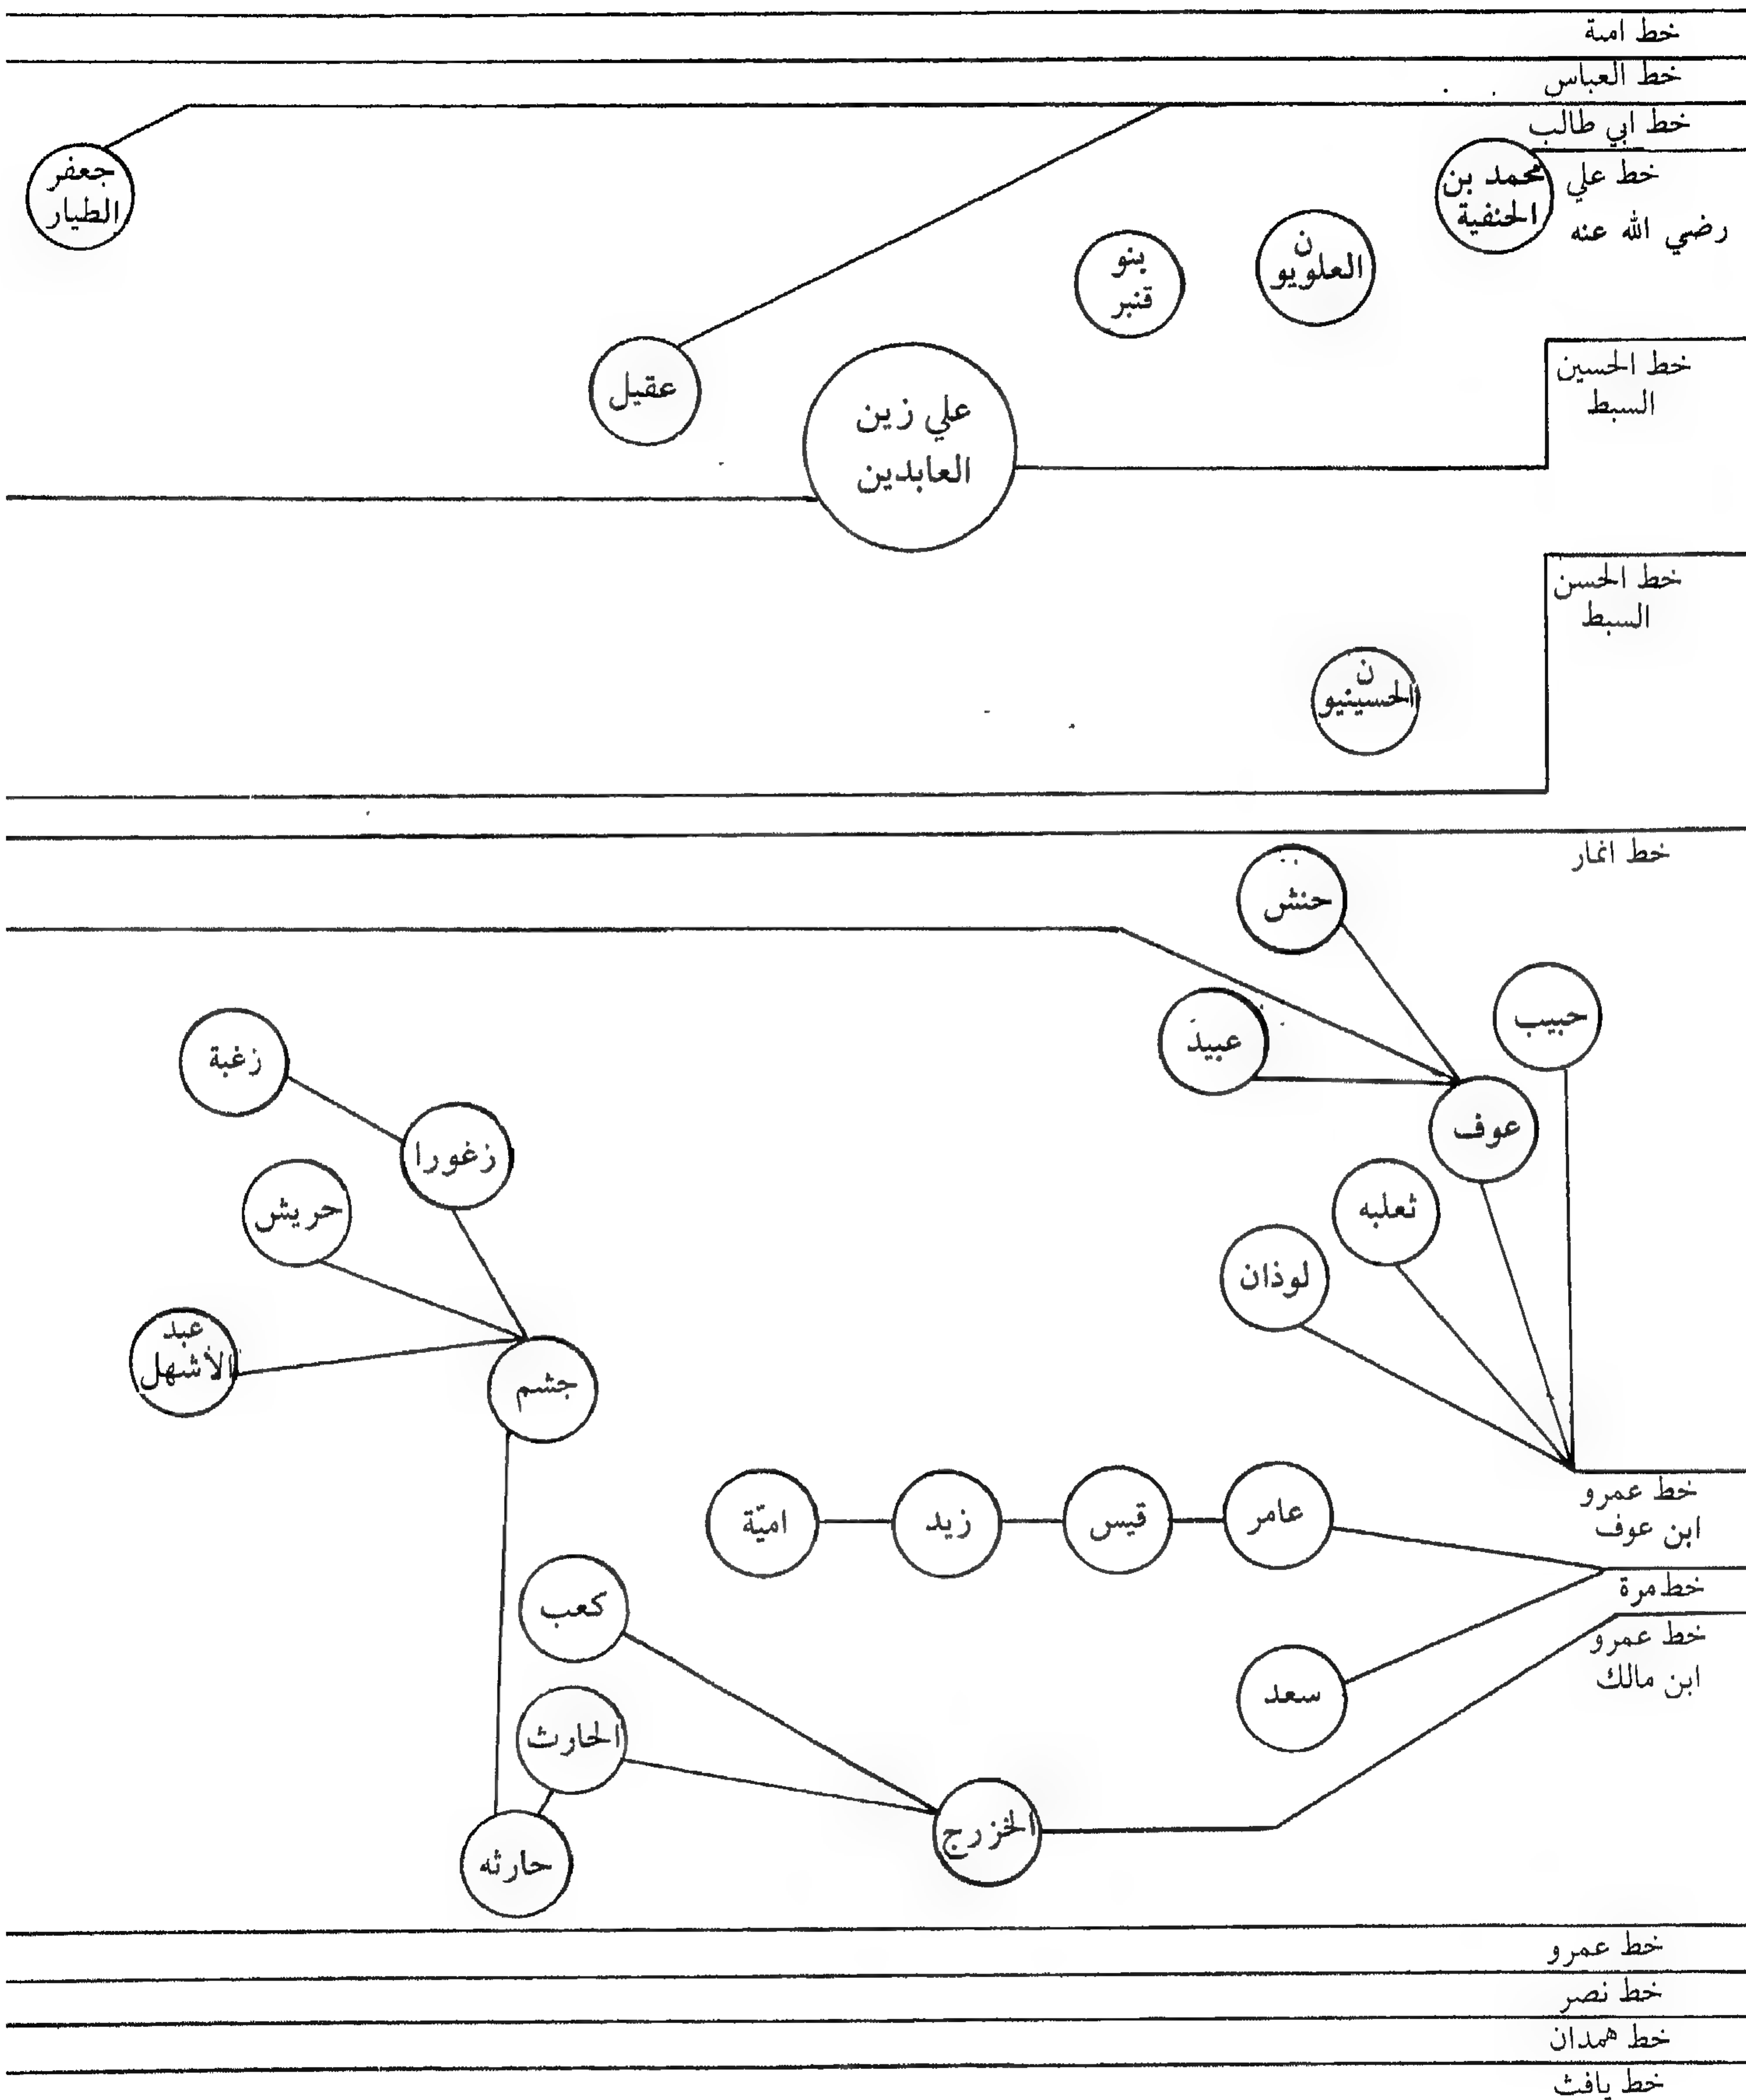 خط امية
خط العباس
خط ابي طالب
خط علي
رضي الله عنه
محمد بن
الحنفية
جعفر
الطيار
العلويون
بنو
قنبر
عقيل
علي زين
العابدين
خط الحسين
السبط
خط الحسن
السبط
الحسينيون
خط انمار
حنش
حبيب
عبيد
عوف
ثعلبه
لوذان
زغبة
زغورا
حريش
عبد
الأشهل
جشم
خط عمرو
ابن عوف
عامر
قيس
زيد
اميّة
خط مرة
كعب
خط عمرو
ابن مالك
سعد
الحارث
الخزرج
حارثه
خط عمرو
خط نصر
خط همدان
خط يافث